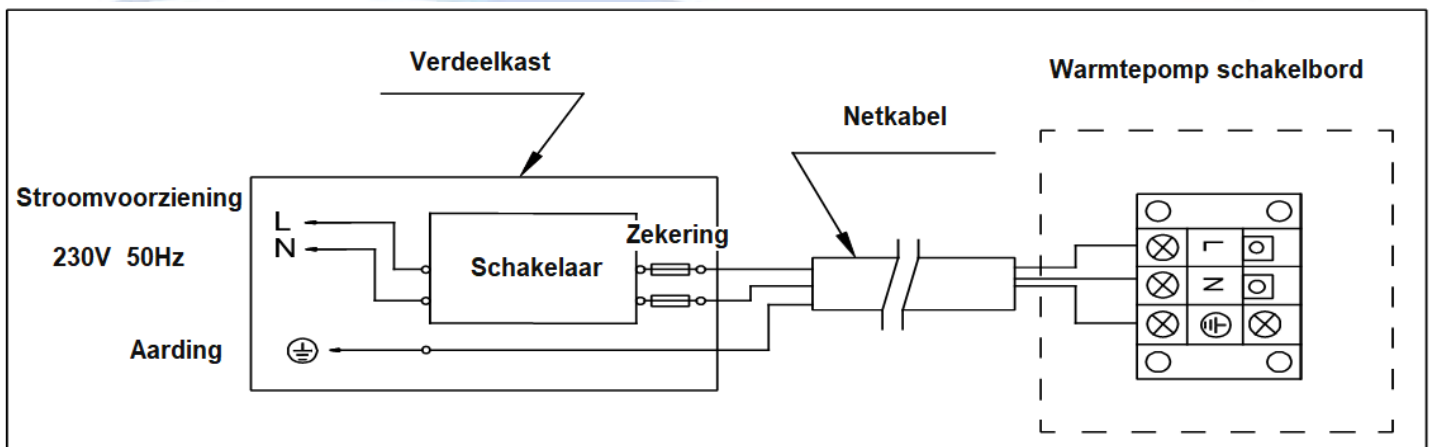 Verdeelkast
Warmtepomp schakelbord
Netkabel
Stroomvoorziening
230V 50Hz
L
N
Zekering
Schakelaar
Aarding
L
N